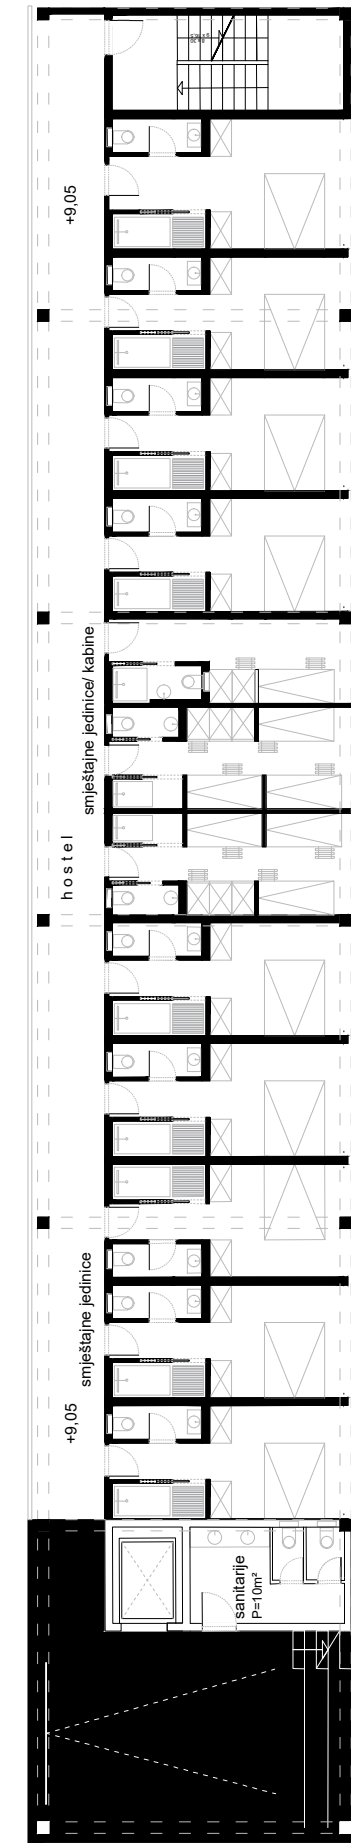 +9,05
smještajne jedinice/ kabine
h o s t e l
smještajne jedinice
+9,05
sanitarije
P=10m²